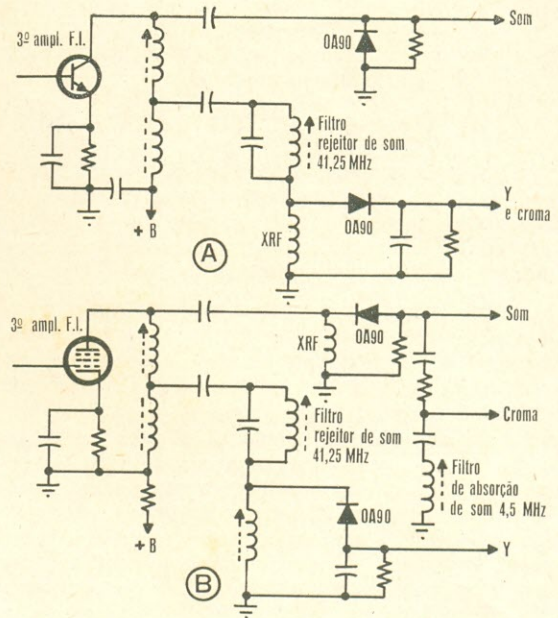 3º ampl. F.I.
OA90
Som
Filtro
rejeitor de som
41,25 MHz
Y
e croma
OA90
XRF
+ B
A
3º ampl. F.I.
XRF
OA90
Som
Croma
Filtro
rejeitor de som
41,25 MHz
Filtro
de absorção
de som 4,5 MHz
OA90
Y
+ B
B